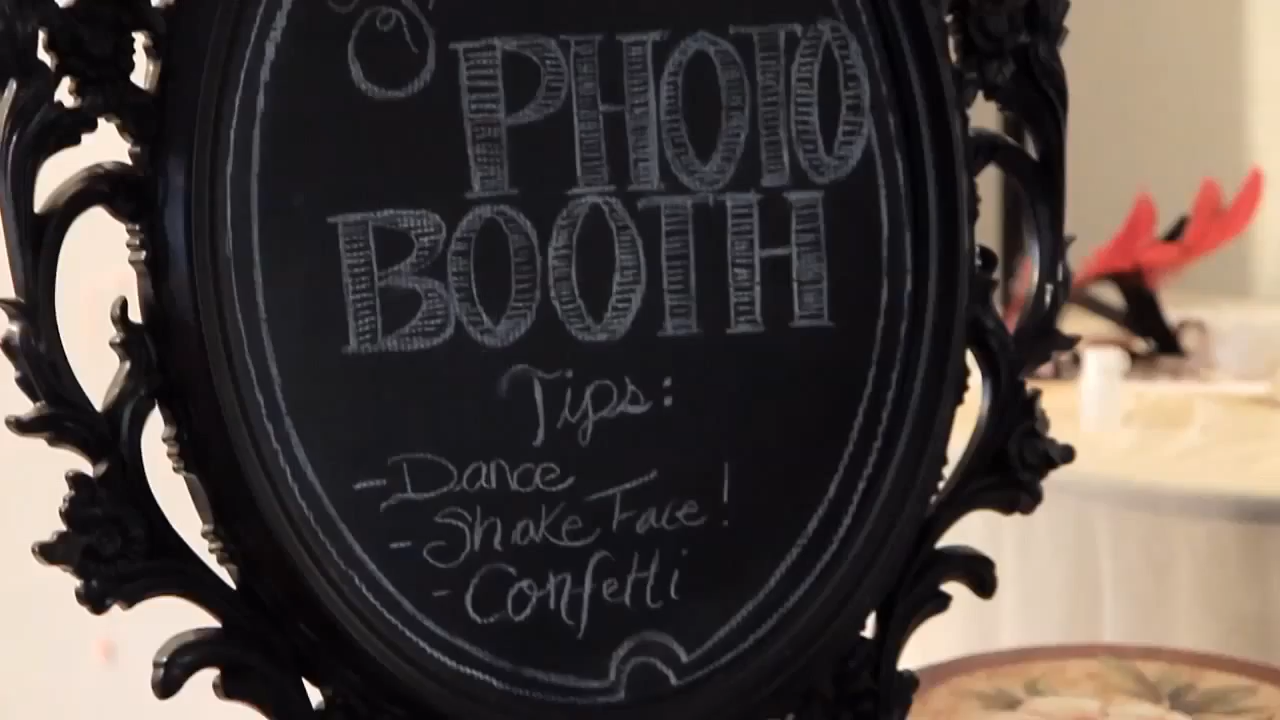 PHOTO
BOOTH
Tips:
-Dance
-Shake Face!
-Confetti